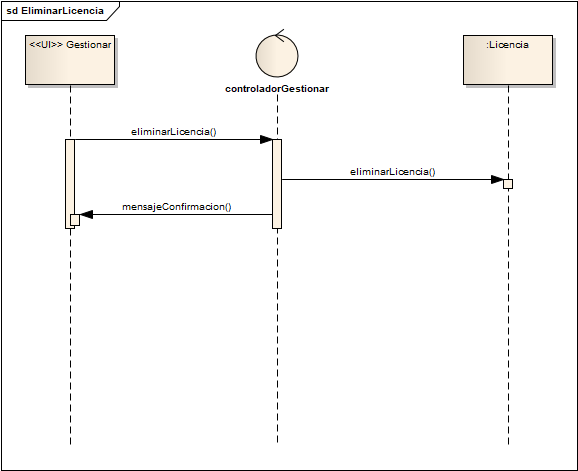 sd EliminarLicencia
<<UI>> Gestionar
:Licencia
controladorGestionar
eliminarLicencia()
eliminarLicencia()
mensajeConfirmacion()